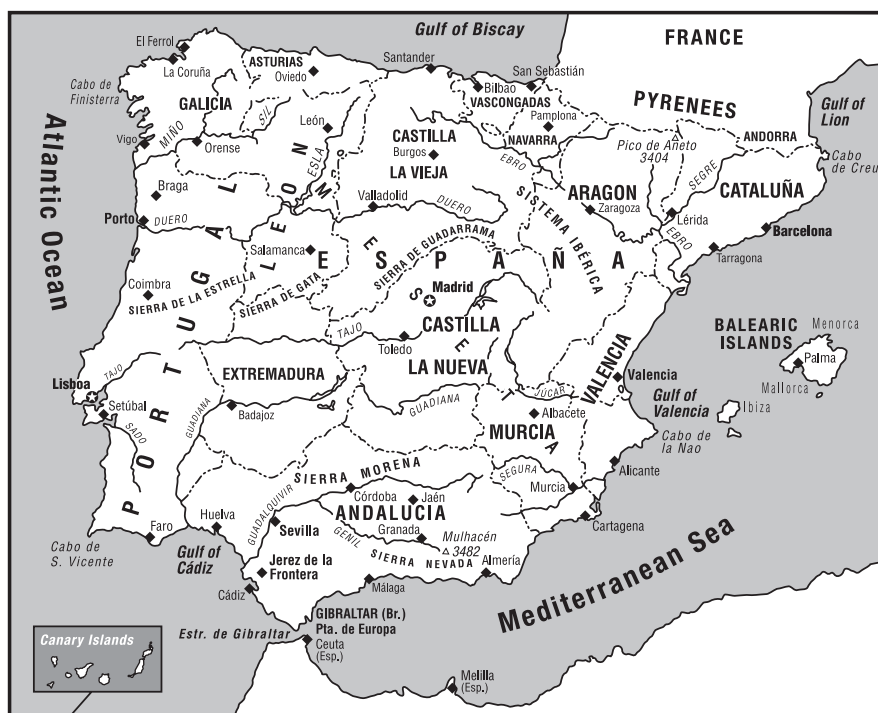 Gulf of Biscay
FRANCE
El Ferrol
La Coruña
ASTURIAS
Oviedo
Santander
San Sebastián
Bilbao
VASCONGADAS
PYRENEES
Gulf of
Lion
Cabo de
Finisterra
GALICIA
SIL
MIÑO
León
ESLA
CASTILLA
Burgos
LA VIEJA
Pamplona
NAVARRA
EBRO
Pico de Añeto
3404
SEGRE
ANDORRA
Cabo
de Creu
Atlantic Ocean
Vigo
Orense
Braga
Porto
DUERO
LEON
Valladolid
DUERO
SISTEMA IBÉRICA
ARAGON
Zaragoza
Lérida
CATALUÑA
Barcelona
EBRO
Tarragona
Salamanca
ESPAÑA
SIERRA DE GUADARRAMA
Coimbra
SIERRA DE LA ESTRELLA
SIERRA DE GATA
Madrid
TAJO
Toledo
CASTILLA
LA NUEVA
M
E
S
E
T
A
BALEARIC
ISLANDS
Menorca
Palma
Mallorca
Ibiza
PORTUGAL
TAJO
Lisboa
Setúbal
SADO
GUADIANA
EXTREMADURA
Badajoz
GUADIANA
JÚCAR
Albacete
VALENCIA
Valencia
Gulf of
Valencia
Cabo de
la Nao
MURCIA
Alicante
SIERRA MORENA
SEGURA
Murcia
Cartagena
Córdoba
Jaén
ANDALUCIA
GUADALQUIVIR
Huelva
Sevilla
Granada
GENIL
Mulhacén
3482
SIERRA NEVADA
Almería
Faro
Cabo de
S. Vicente
Gulf of
Cádiz
Jerez de la
Frontera
Cádiz
Málaga
Mediterranean Sea
Estr. de Gibraltar
GIBRALTAR (Br.)
Pta. de Europa
Ceuta
(Esp.)
Melilla
(Esp.)
Canary Islands